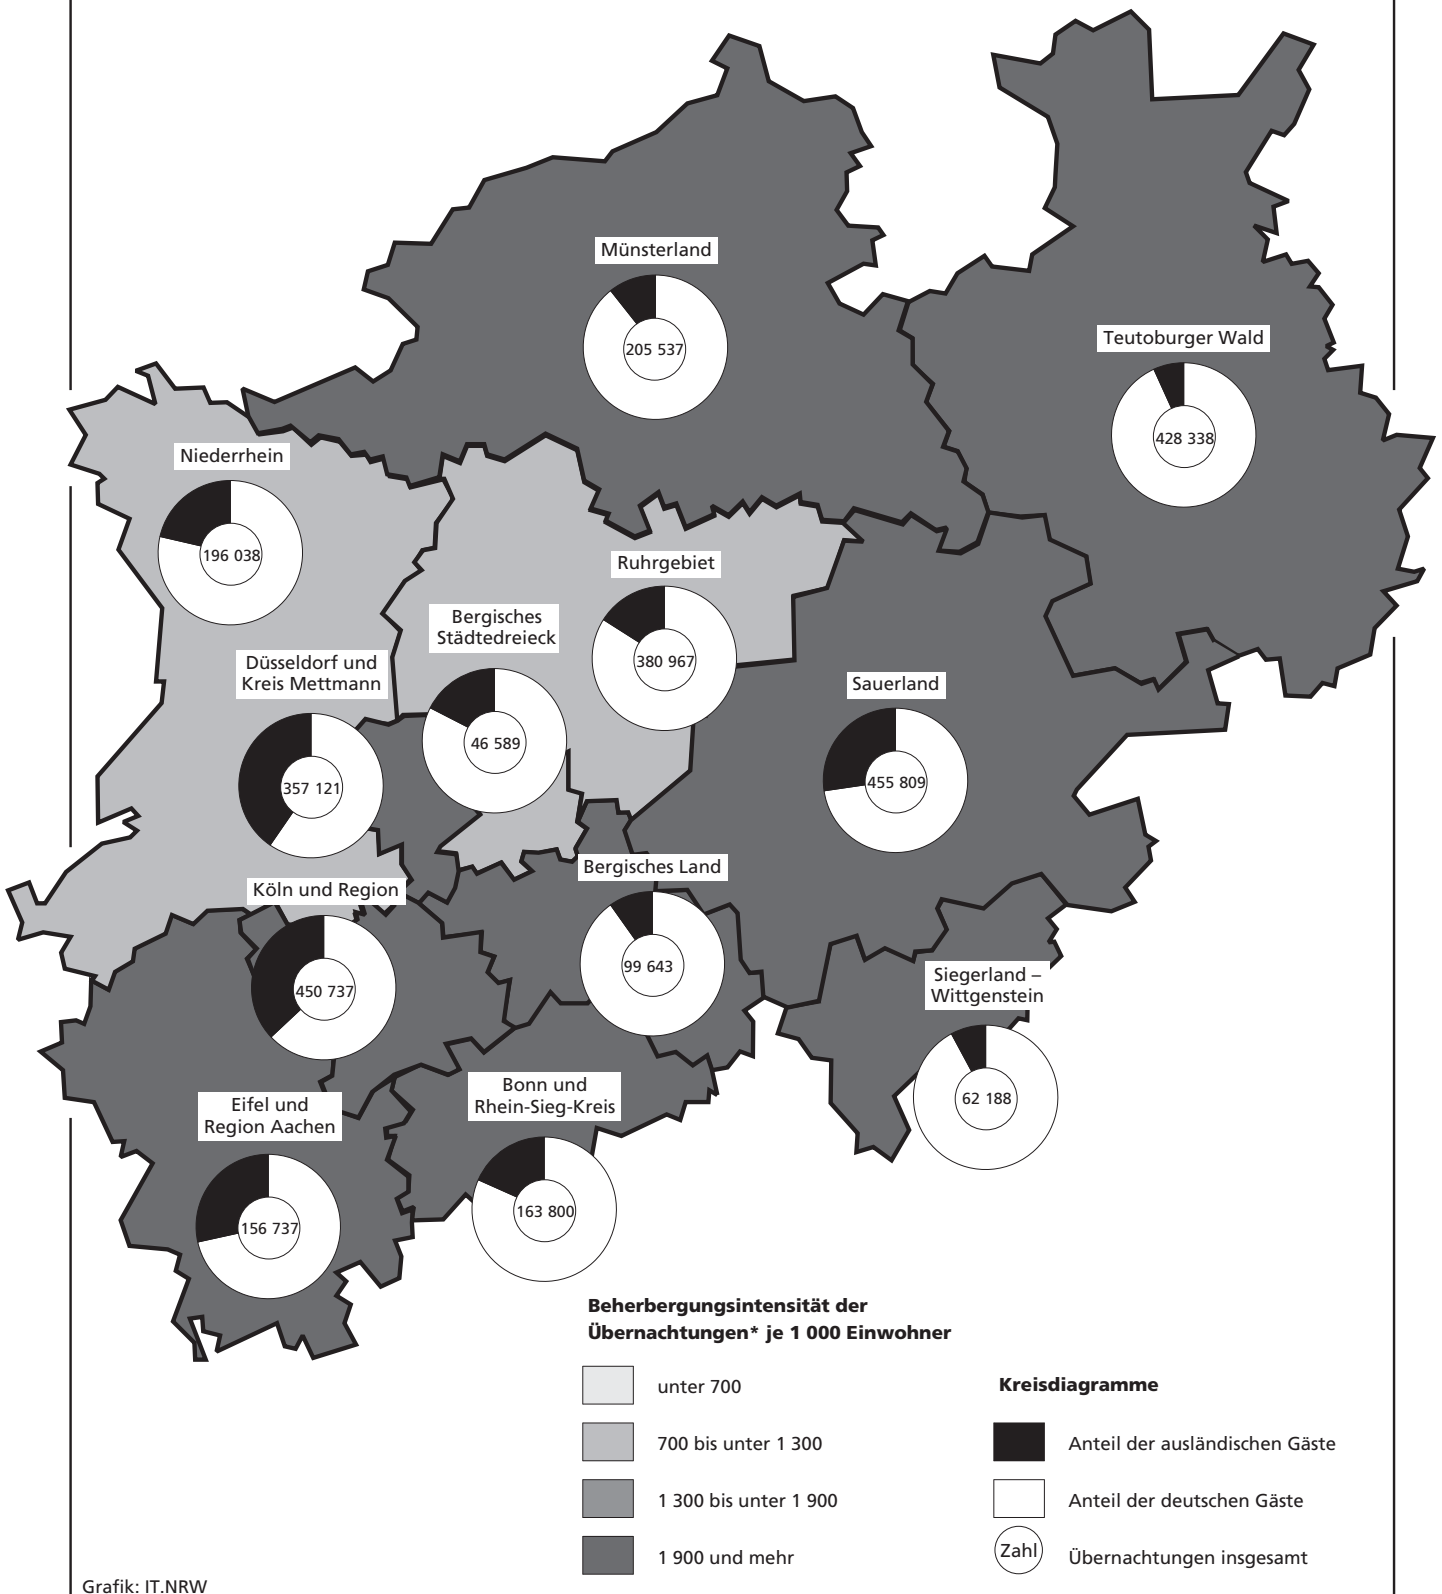 Münsterland
205 537
Teutoburger Wald
428 338
Niederrhein
196 038
Ruhrgebiet
380 967
Bergisches
Städtedreieck
46 589
Düsseldorf und
Kreis Mettmann
357 121
Sauerland
455 809
Bergisches Land
99 643
Köln und Region
450 737
Siegerland –
Wittgenstein
62 188
Bonn und
Rhein-Sieg-Kreis
163 800
Eifel und
Region Aachen
156 737
Beherbergungsintensität der
Übernachtungen* je 1 000 Einwohner
unter 700
700 bis unter 1 300
1 300 bis unter 1 900
1 900 und mehr
Kreisdiagramme
Anteil der ausländischen Gäste
Anteil der deutschen Gäste
Zahl
Übernachtungen insgesamt
Grafik: IT.NRW